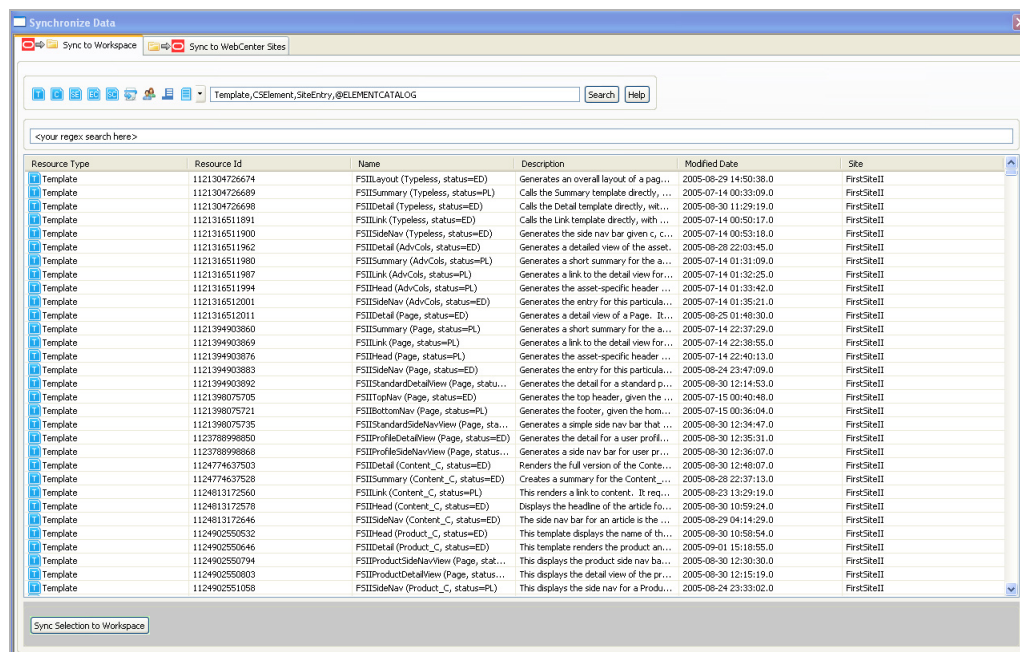 Synchronize Data
Sync to Workspace Sync to WebCenter Sites
T C SE EC SC Template,CSElement,SiteEntry,@ELEMENTCATALOG Search Help
<your regex search here>
Resource Type Resource Id Name Description Modified Date Site
Template 1121304726674 FSIILayout (Typeless, status=ED) Generates an overall layout of a pag... 2005-08-29 14:50:38.0 FirstSiteII
Template 1121304726689 FSIISummary (Typeless, status=PL) Calls the Summary template directly, ... 2005-07-14 00:33:09.0 FirstSiteII
Template 1121304726698 FSIIDetail (Typeless, status=ED) Calls the Detail template directly, wit... 2005-08-30 11:29:19.0 FirstSiteII
Template 1121316511891 FSIILink (Typeless, status=ED) Calls the Link template directly, with ... 2005-07-14 00:50:17.0 FirstSiteII
Template 1121316511900 FSIISideNav (Typeless, status=ED) Generates the side nav bar given c, c... 2005-07-14 00:53:18.0 FirstSiteII
Template 1121316511962 FSIIDetail (AdvCols, status=ED) Generates a detailed view of the asset. 2005-08-28 22:03:45.0 FirstSiteII
Template 1121316511980 FSIISummary (AdvCols, status=PL) Generates a short summary for the a... 2005-07-14 01:31:09.0 FirstSiteII
Template 1121316511987 FSIILink (AdvCols, status=PL) Generates a link to the detail view for... 2005-07-14 01:32:25.0 FirstSiteII
Template 1121316511994 FSIIHead (AdvCols, status=PL) Generates the asset-specific header ... 2005-07-14 01:33:42.0 FirstSiteII
Template 1121316512001 FSIISideNav (AdvCols, status=ED) Generates the entry for this particula... 2005-07-14 01:35:21.0 FirstSiteII
Template 1121316512011 FSIIDetail (Page, status=ED) Generates a detail view of a Page. It... 2005-08-25 01:48:30.0 FirstSiteII
Template 1121394903860 FSIISummary (Page, status=PL) Generates a short summary for the a... 2005-07-14 22:37:29.0 FirstSiteII
Template 1121394903869 FSIILink (Page, status=PL) Generates a link to the detail view for... 2005-07-14 22:38:55.0 FirstSiteII
Template 1121394903876 FSIIHead (Page, status=PL) Generates the asset-specific header ... 2005-07-14 22:40:13.0 FirstSiteII
Template 1121394903883 FSIISideNav (Page, status=ED) Generates the entry for this particula... 2005-08-24 23:47:09.0 FirstSiteII
Template 1121394903892 FSIIStandardDetailView (Page, statu... Generates the detail for a standard p... 2005-08-30 12:14:53.0 FirstSiteII
Template 1121398075705 FSIITopNav (Page, status=ED) Generates the top header, given the ... 2005-07-15 00:40:48.0 FirstSiteII
Template 1121398075721 FSIIBottomNav (Page, status=PL) Generates the footer, given the hom... 2005-07-15 00:36:04.0 FirstSiteII
Template 1121398075735 FSIIStandardSideNavView (Page, sta... Generates a simple side nav bar that ... 2005-08-30 12:34:47.0 FirstSiteII
Template 1123788998850 FSIIProfileDetailView (Page, status=ED) Generates the detail for a user profil... 2005-08-30 12:35:31.0 FirstSiteII
Template 1123788998868 FSIIProfileSideNavView (Page, status... Generates a side nav bar for user pr... 2005-08-30 12:36:07.0 FirstSiteII
Template 1124774637503 FSIIDetail (Content_C, status=ED) Renders the full version of the Conte... 2005-08-30 12:48:07.0 FirstSiteII
Template 1124774637528 FSIISummary (Content_C, status=ED) Creates a summary for the Content_... 2005-08-28 22:37:13.0 FirstSiteII
Template 1124813172560 FSIILink (Content_C, status=PL) This renders a link to content. It req... 2005-08-23 13:29:19.0 FirstSiteII
Template 1124813172578 FSIIHead (Content_C, status=ED) Displays the headline of the article fo... 2005-08-30 10:59:24.0 FirstSiteII
Template 1124813172646 FSIISideNav (Content_C, status=ED) The side nav bar for an article is the ... 2005-08-29 04:14:29.0 FirstSiteII
Template 1124902550532 FSIIHead (Product_C, status=ED) This template displays the name of th... 2005-08-30 10:58:54.0 FirstSiteII
Template 1124902550646 FSIIDetail (Product_C, status=ED) This template renders the product an... 2005-09-01 15:18:55.0 FirstSiteII
Template 1124902550794 FSIIProductSideNavView (Page, stat... This displays the product side nav ba... 2005-08-30 12:30:30.0 FirstSiteII
Template 1124902550803 FSIIProductDetailView (Page, status... This displays the detail view of the pr... 2005-08-30 12:15:19.0 FirstSiteII
Template 1124902551058 FSIISideNav (Product_C, status=PL) This displays the side nav for a Produ... 2005-08-24 23:33:02.0 FirstSiteII
Sync Selection to Workspace